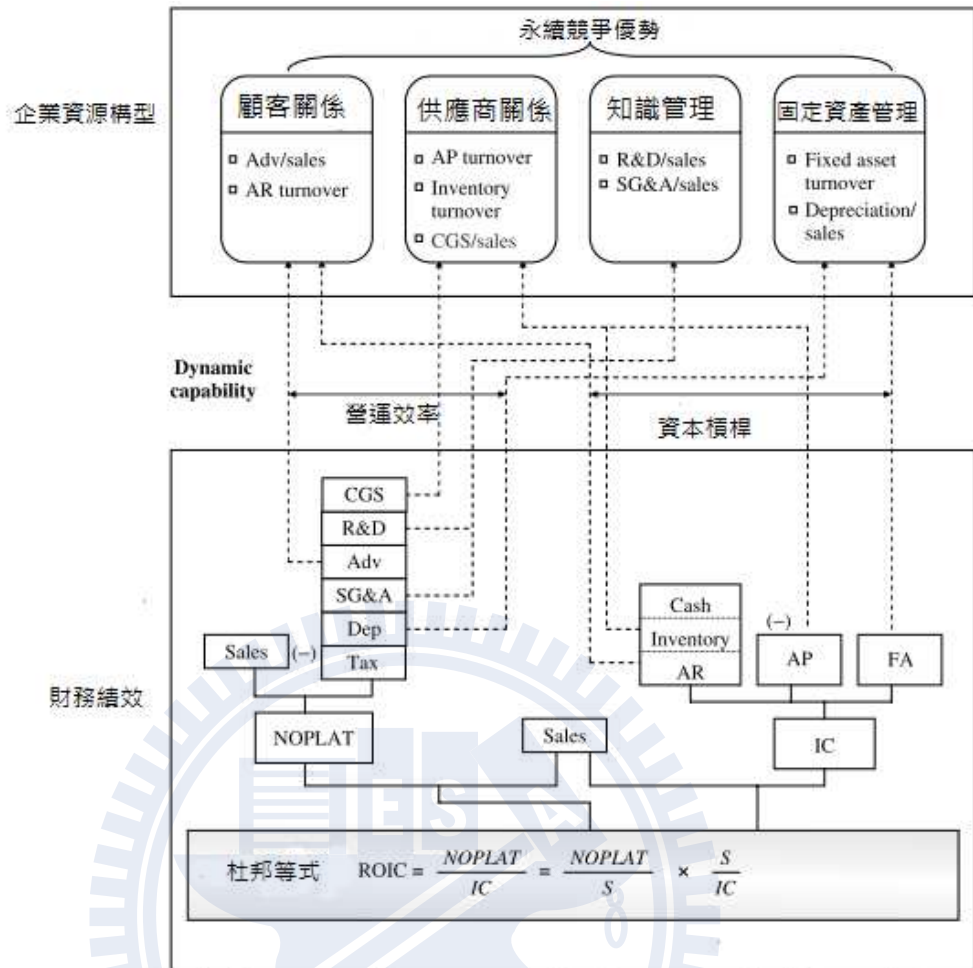 永續競爭優勢
企業資源構型
顧客關係
□ Adv/sales
□ AR turnover
供應商關係
□ AP turnover
□ Inventory
turnover
□ CGS/sales
知識管理
□ R&D/sales
□ SG&A/sales
固定資產管理
□ Fixed asset
turnover
□ Depreciation/
sales
Dynamic
capability
營運效率
資本槓桿
財務績效
CGS
R&D
Adv
SG&A
Dep
Tax
Sales
(−)
NOPLAT
Sales
Cash
Inventory
AR
(−)
AP
FA
IC
杜邦等式 ROIC = NOPLAT / IC = NOPLAT / S × S / IC
E S A
8